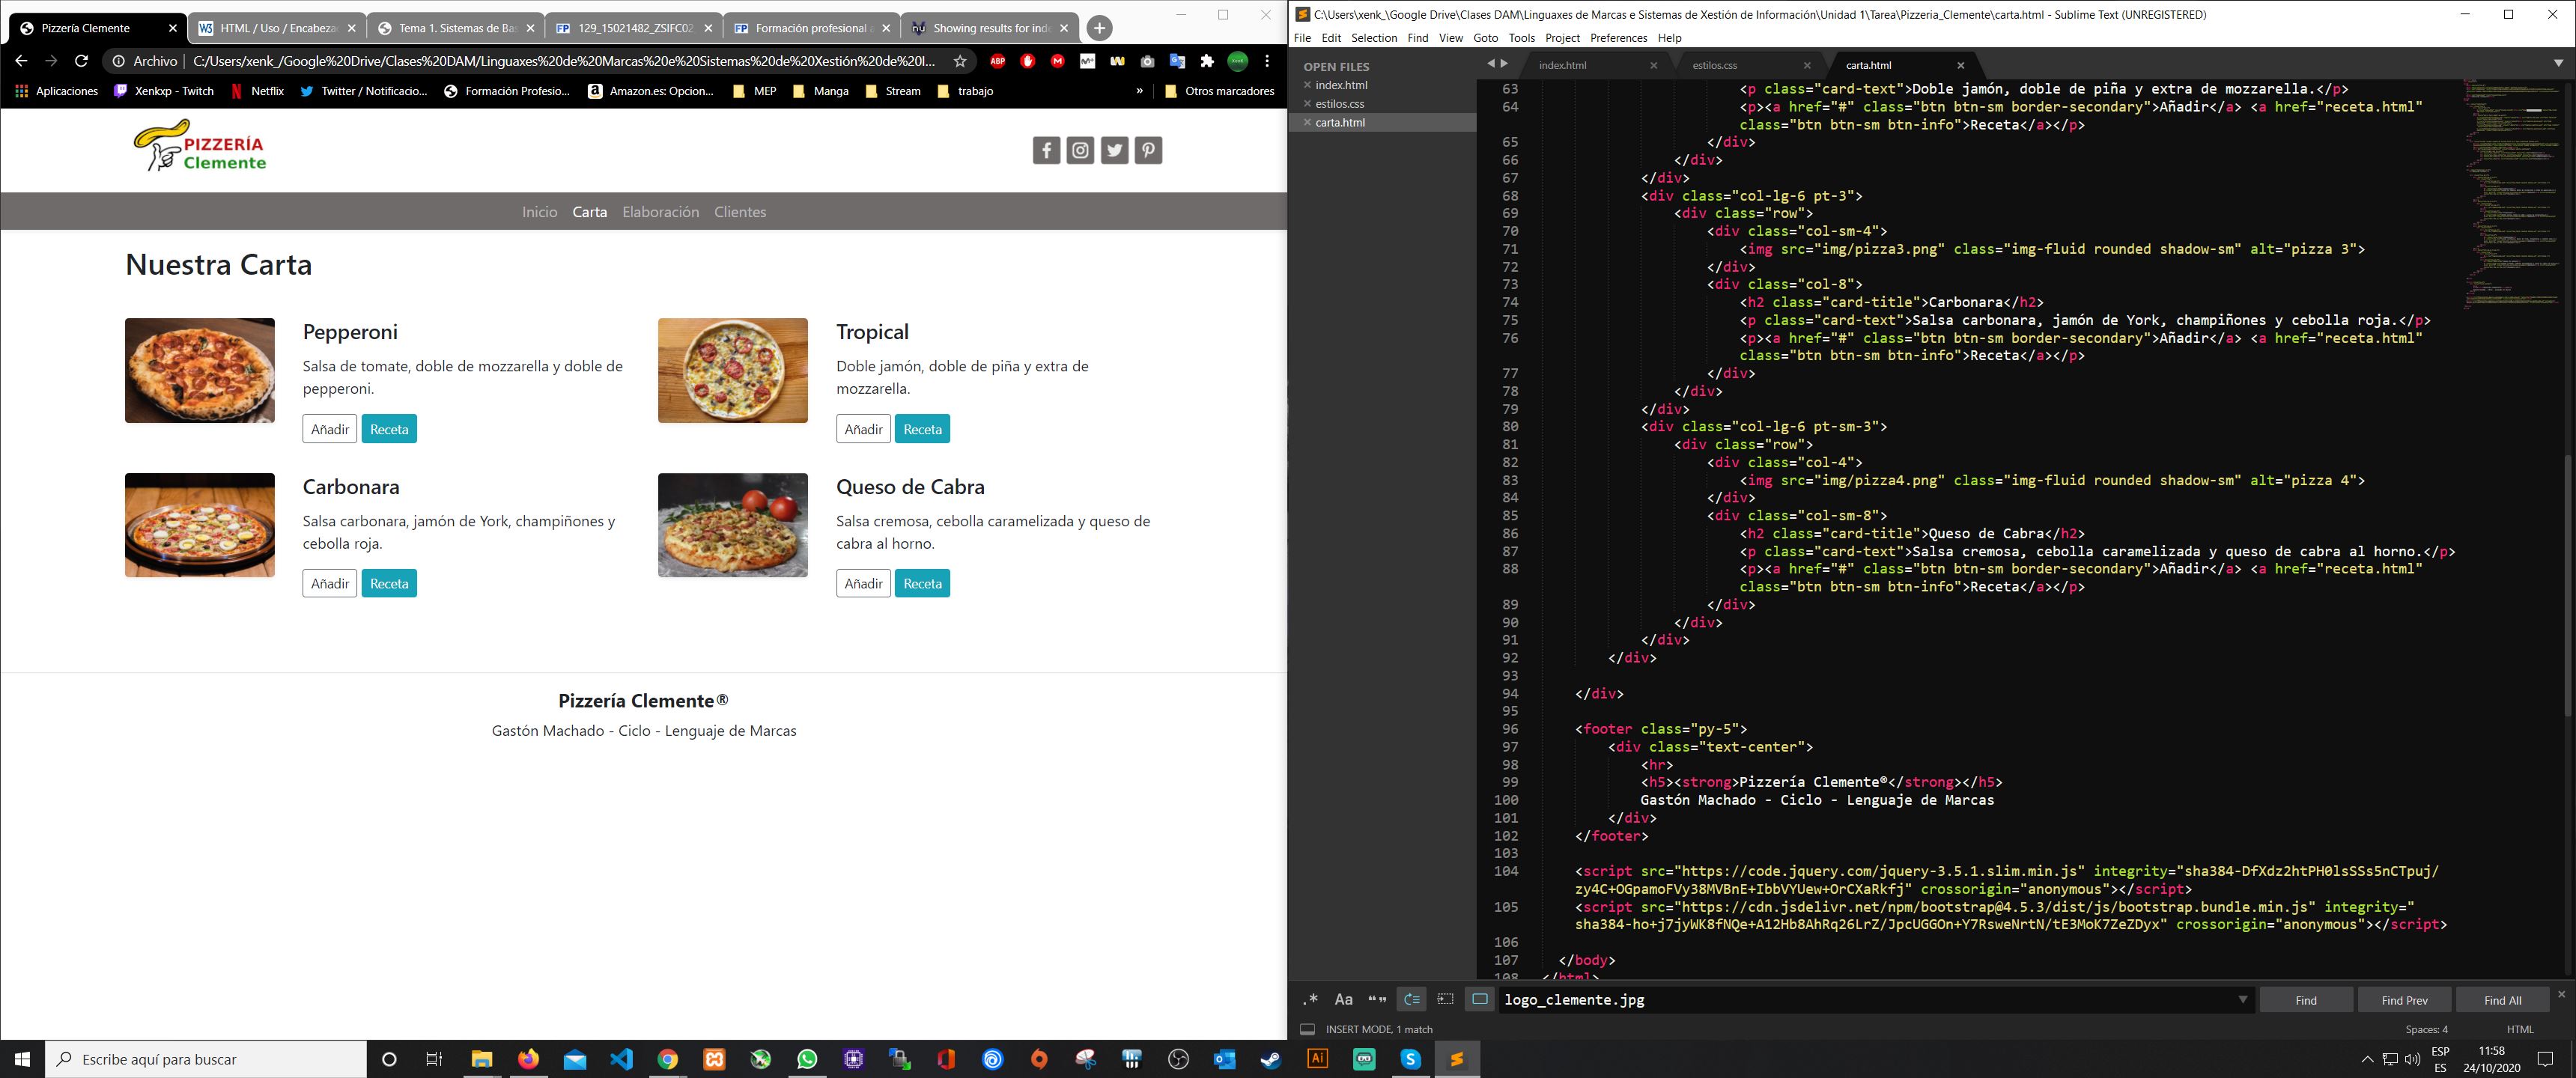 Pizzería Clemente
HTML / Uso / Encabeza
Tema 1. Sistemas de Ba
129_15021482_ZSIFC02
Formación profesional a
Showing results for ind
Archivo | C:/Users/xenk_/Google%20Drive/Clases%20DAM/Linguaxes%20de%20Marcas%20e%20Sistemas%20de%20Xestión%20de%20I...
Aplicaciones
Xenkxp - Twitch
Netflix
Twitter / Notificacio...
Formación Profesio...
Amazon.es: Opcion...
MEP
Manga
Stream
trabajo
»
Otros marcadores
PIZZERÍA
Clemente
Inicio Carta Elaboración Clientes
Nuestra Carta
Pepperoni
Salsa de tomate, doble de mozzarella y doble de
pepperoni.
Añadir Receta
Tropical
Doble jamón, doble de piña y extra de
mozzarella.
Añadir Receta
Carbonara
Salsa carbonara, jamón de York, champiñones y
cebolla roja.
Añadir Receta
Queso de Cabra
Salsa cremosa, cebolla caramelizada y queso de
cabra al horno.
Añadir Receta
Pizzería Clemente®
Gastón Machado - Ciclo - Lenguaje de Marcas
C:\Users\xenk_\Google Drive\Clases DAM\Linguaxes de Marcas e Sistemas de Xestión de Información\Unidad 1\Tarea\Pizzeria_Clemente\carta.html - Sublime Text (UNREGISTERED)
File Edit Selection Find View Goto Tools Project Preferences Help
OPEN FILES
index.html
estilos.css
carta.html
index.html
estilos.css
carta.html
63 <p class="card-text">Doble jamón, doble de piña y extra de mozzarella.</p>
64 <p><a href="#" class="btn btn-sm border-secondary">Añadir</a> <a href="receta.html"
class="btn btn-sm btn-info">Receta</a></p>
65 </div>
66 </div>
67 </div>
68 <div class="col-lg-6 pt-3">
69 <div class="row">
70 <div class="col-sm-4">
71 <img src="img/pizza3.png" class="img-fluid rounded shadow-sm" alt="pizza 3">
72 </div>
73 <div class="col-8">
74 <h2 class="card-title">Carbonara</h2>
75 <p class="card-text">Salsa carbonara, jamón de York, champiñones y cebolla roja.</p>
76 <p><a href="#" class="btn btn-sm border-secondary">Añadir</a> <a href="receta.html"
class="btn btn-sm btn-info">Receta</a></p>
77 </div>
78 </div>
79 </div>
80 <div class="col-lg-6 pt-sm-3">
81 <div class="row">
82 <div class="col-4">
83 <img src="img/pizza4.png" class="img-fluid rounded shadow-sm" alt="pizza 4">
84 </div>
85 <div class="col-sm-8">
86 <h2 class="card-title">Queso de Cabra</h2>
87 <p class="card-text">Salsa cremosa, cebolla caramelizada y queso de cabra al horno.</p>
88 <p><a href="#" class="btn btn-sm border-secondary">Añadir</a> <a href="receta.html"
class="btn btn-sm btn-info">Receta</a></p>
89 </div>
90 </div>
91 </div>
92 </div>
93
94 </div>
95
96 <footer class="py-5">
97 <div class="text-center">
98 <hr>
99 <h5><strong>Pizzería Clemente®</strong></h5>
100 Gastón Machado - Ciclo - Lenguaje de Marcas
101 </div>
102 </footer>
103
104 <script src="https://code.jquery.com/jquery-3.5.1.slim.min.js" integrity="sha384-DfXdz2htPH0lsSSs5nCTpuj/
zy4C+OGpamoFVy38MVBnE+IbbVYUew+OrCXaRkfj" crossorigin="anonymous"></script>
105 <script src="https://cdn.jsdelivr.net/npm/bootstrap@4.5.3/dist/js/bootstrap.bundle.min.js" integrity="
sha384-ho+j7jyWK8fNQe+A12Hb8AhRq26LrZ/JpcUGGOn+Y7RsweNrtN/tE3MoK7ZeZDyx" crossorigin="anonymous"></script>
106
107 </body>
108 </html>
.* Aa “” logo_clemente.jpg Find Find Prev Find All
INSERT MODE, 1 match
Spaces: 4 HTML
Escribe aquí para buscar
ESP
ES
11:58
24/10/2020